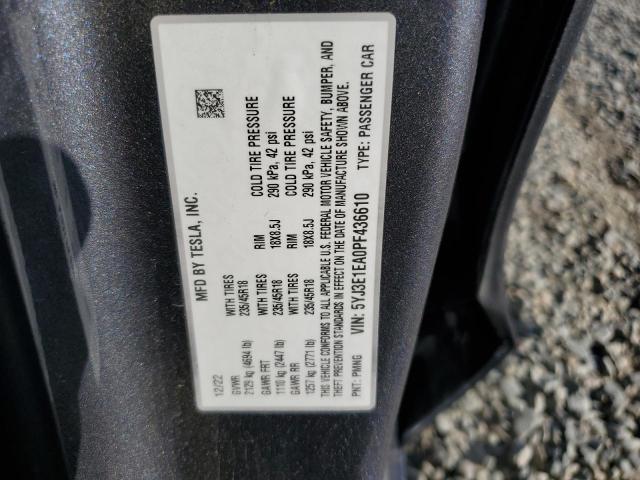 MFD BY TESLA, INC.
12/22
GVWR
2129 kg (4694 lb)
GAWR FRT WITH TIRES RIM COLD TIRE PRESSURE
1110 kg (2447 lb) 235/45R18 18X8.5J 290 kPa, 42 psi
GAWR RR WITH TIRES RIM COLD TIRE PRESSURE
1257 kg (2771 lb) 235/45R18 18X8.5J 290 kPa, 42 psi
THIS VEHICLE CONFORMS TO ALL APPLICABLE U.S. FEDERAL MOTOR VEHICLE SAFETY, BUMPER, AND
THEFT PREVENTION STANDARDS IN EFFECT ON THE DATE OF MANUFACTURE SHOWN ABOVE.
VIN: 5YJ3E1EA0PF436610
PNT: PMNG TYPE: PASSENGER CAR